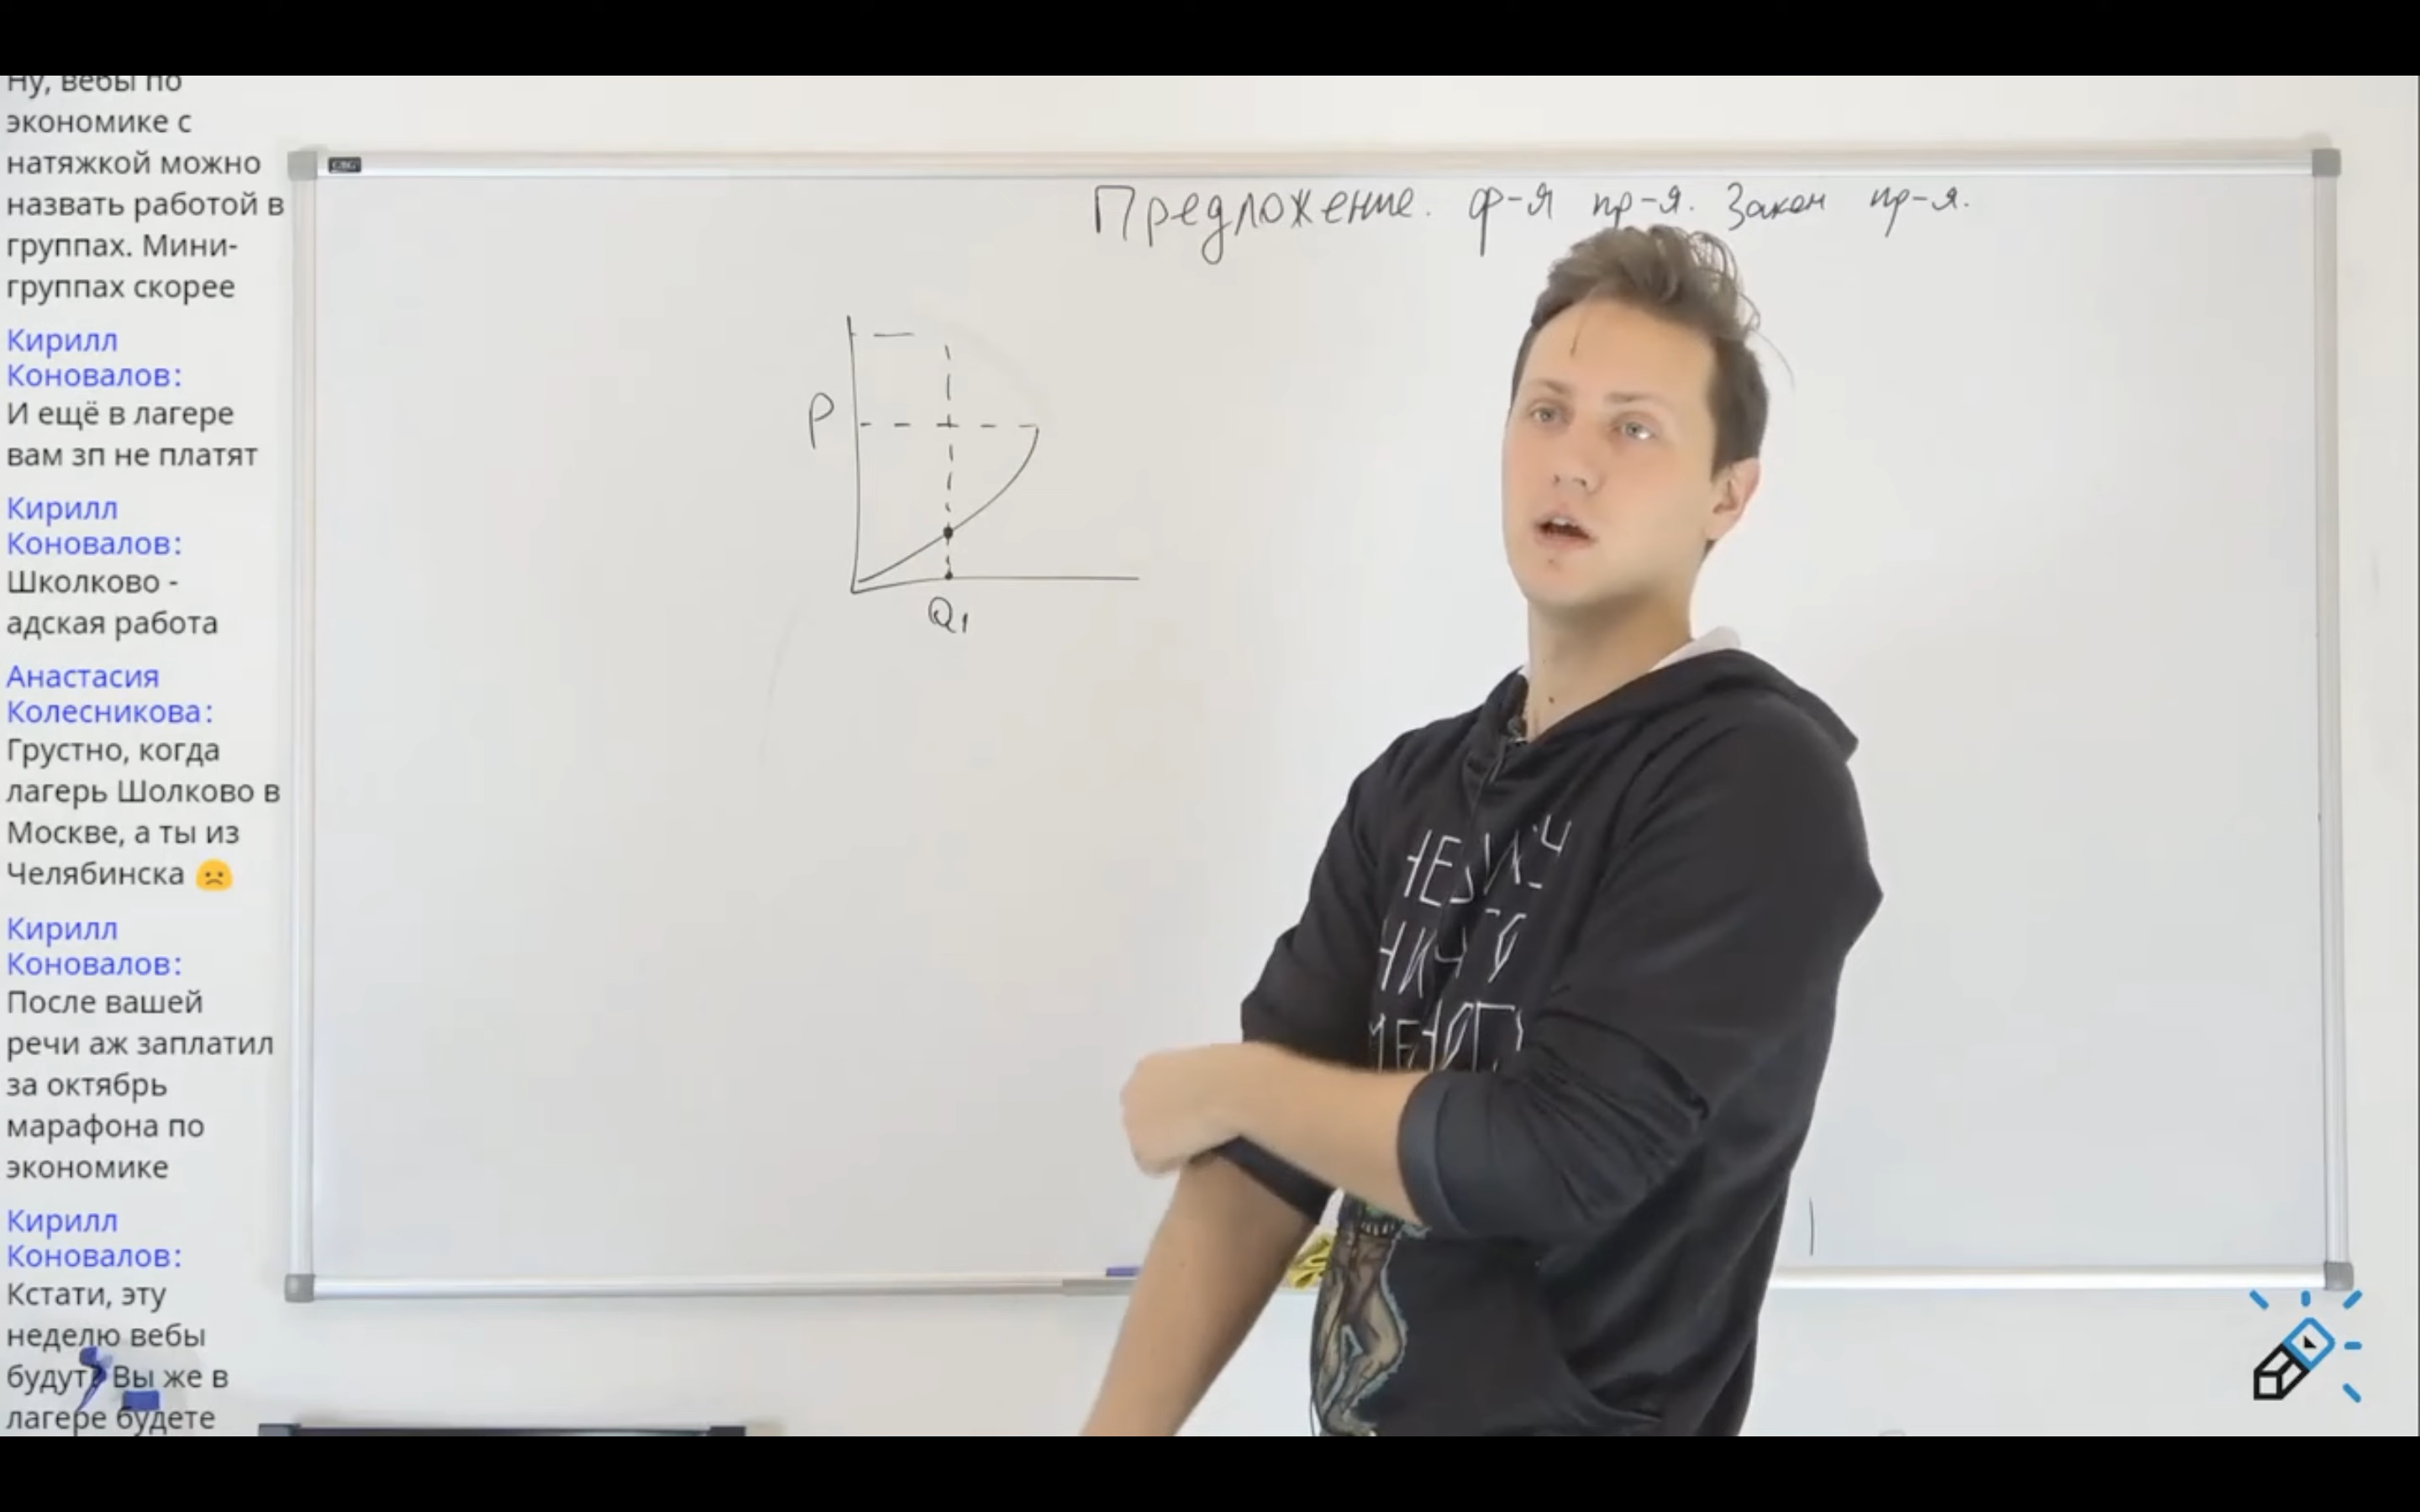 Ну, вебы по
экономике с
натяжкой можно
назвать работой в
группах. Мини-
группах скорее
Кирилл
Коновалов:
И ещё в лагере
вам зп не платят
Кирилл
Коновалов:
Школково -
адская работа
Анастасия
Колесникова:
Грустно, когда
лагерь Шолково в
Москве, а ты из
Челябинска ☹️
Кирилл
Коновалов:
После вашей
речи аж заплатил
за октябрь
марафона по
экономике
Кирилл
Коновалов:
Кстати, эту
неделю вебы
будут? Вы же в
лагере будете
Предложение. ф-я пр-я. Закон пр-я.
P
Q1